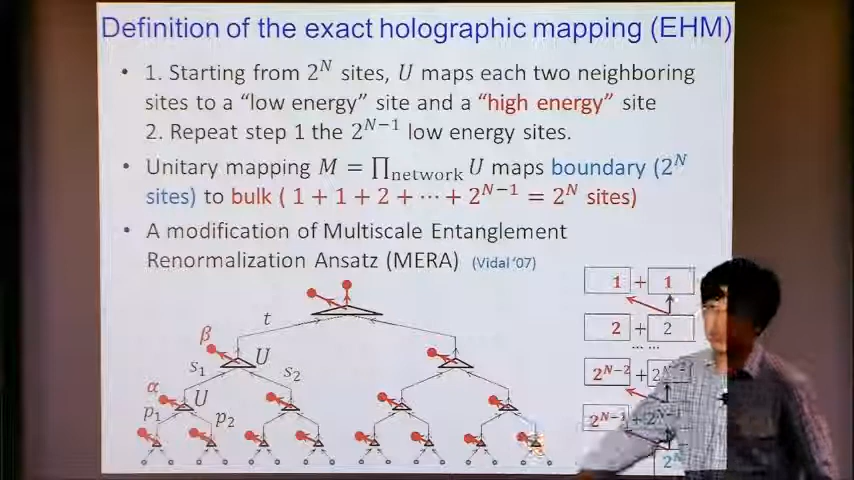 Definition of the exact holographic mapping (EHM)
• 1. Starting from 2^N sites, U maps each two neighboring
sites to a “low energy” site and a “high energy” site
2. Repeat step 1 the 2^{N−1} low energy sites.
• Unitary mapping M = ∏_{network} U maps boundary (2^N
sites) to bulk ( 1 + 1 + 2 + ⋯ + 2^{N−1} = 2^N sites)
• A modification of Multiscale Entanglement
Renormalization Ansatz (MERA) (Vidal ‘07)
1 + 1
t
2 + 2
β
U
... ...
s₁
s₂
2^{N−2} +
α
U
p₁
p₂
2^{N−1} + 2^{N−1}
2^N